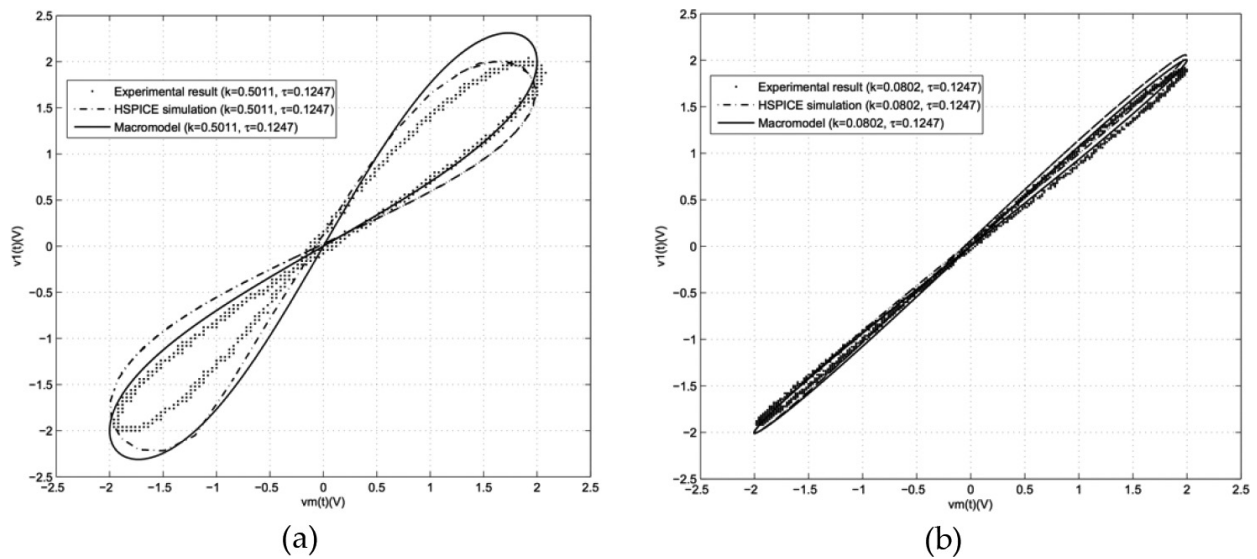 2.5
2
1.5
1
0.5
0
−0.5
−1
−1.5
−2
−2.5
v1(t)(V)
Experimental result (k=0.5011, τ=0.1247)
HSPICE simulation (k=0.5011, τ=0.1247)
Macromodel (k=0.5011, τ=0.1247)
−2.5 −2 −1.5 −1 −0.5 0 0.5 1 1.5 2 2.5
vm(t)(V)
(a)
2.5
2
1.5
1
0.5
0
−0.5
−1
−1.5
−2
−2.5
v1(t)(V)
Experimental result (k=0.0802, τ=0.1247)
HSPICE simulation (k=0.0802, τ=0.1247)
Macromodel (k=0.0802, τ=0.1247)
−2.5 −2 −1.5 −1 −0.5 0 0.5 1 1.5 2 2.5
vm(t)(V)
(b)